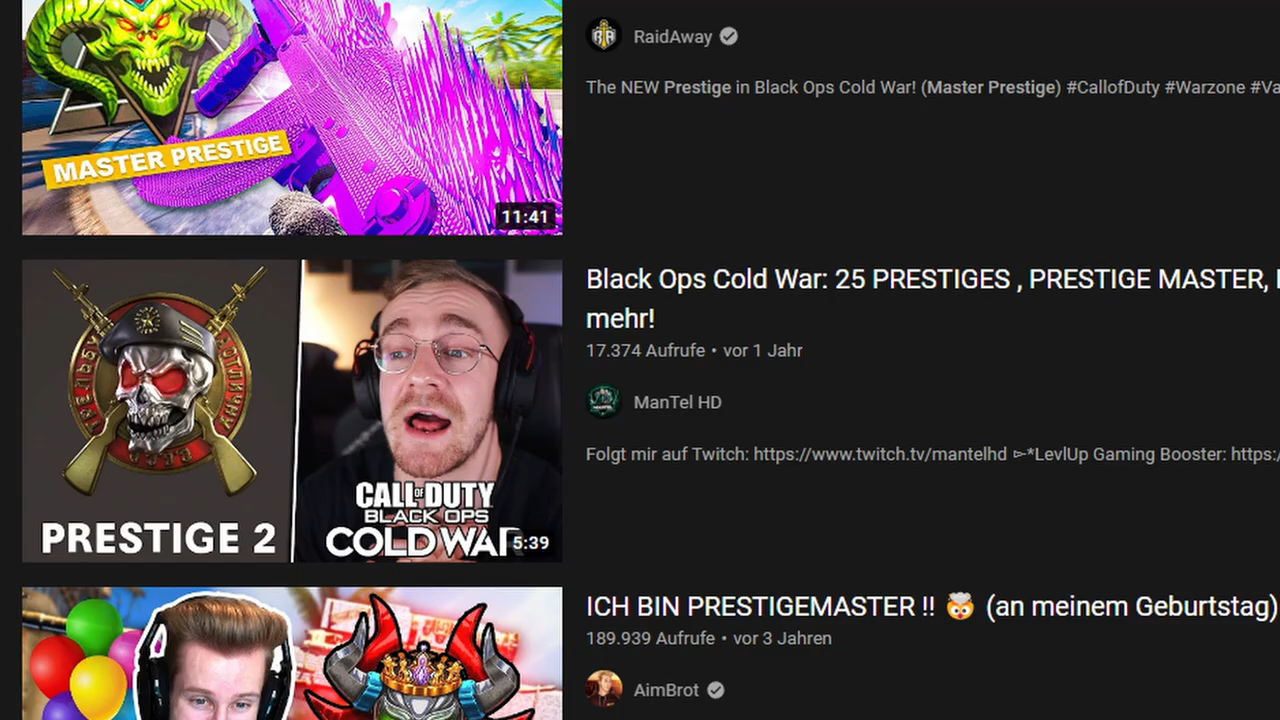 RaidAway
The NEW Prestige in Black Ops Cold War! (Master Prestige) #CallofDuty #Warzone #Va
MASTER PRESTIGE
11:41
Black Ops Cold War: 25 PRESTIGES , PRESTIGE MASTER,
mehr!
17.374 Aufrufe • vor 1 Jahr
ManTel HD
Folgt mir auf Twitch: https://www.twitch.tv/mantelhd ▻*LevlUp Gaming Booster: https:/
CALL OF DUTY
BLACK OPS
COLD WAR
5:39
PRESTIGE 2
ICH BIN PRESTIGEMASTER !! 🤯 (an meinem Geburtstag)
189.939 Aufrufe • vor 3 Jahren
AimBrot